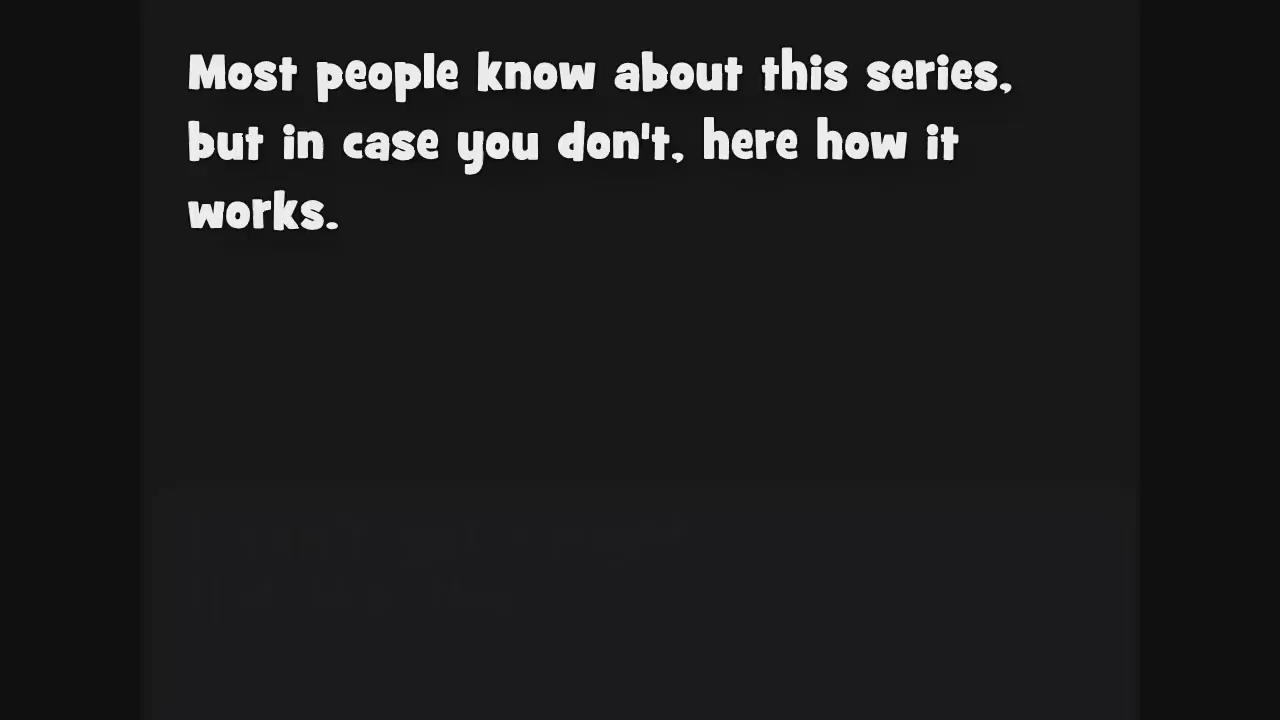 Most people know about this series,
but in case you don't, here how it
works.